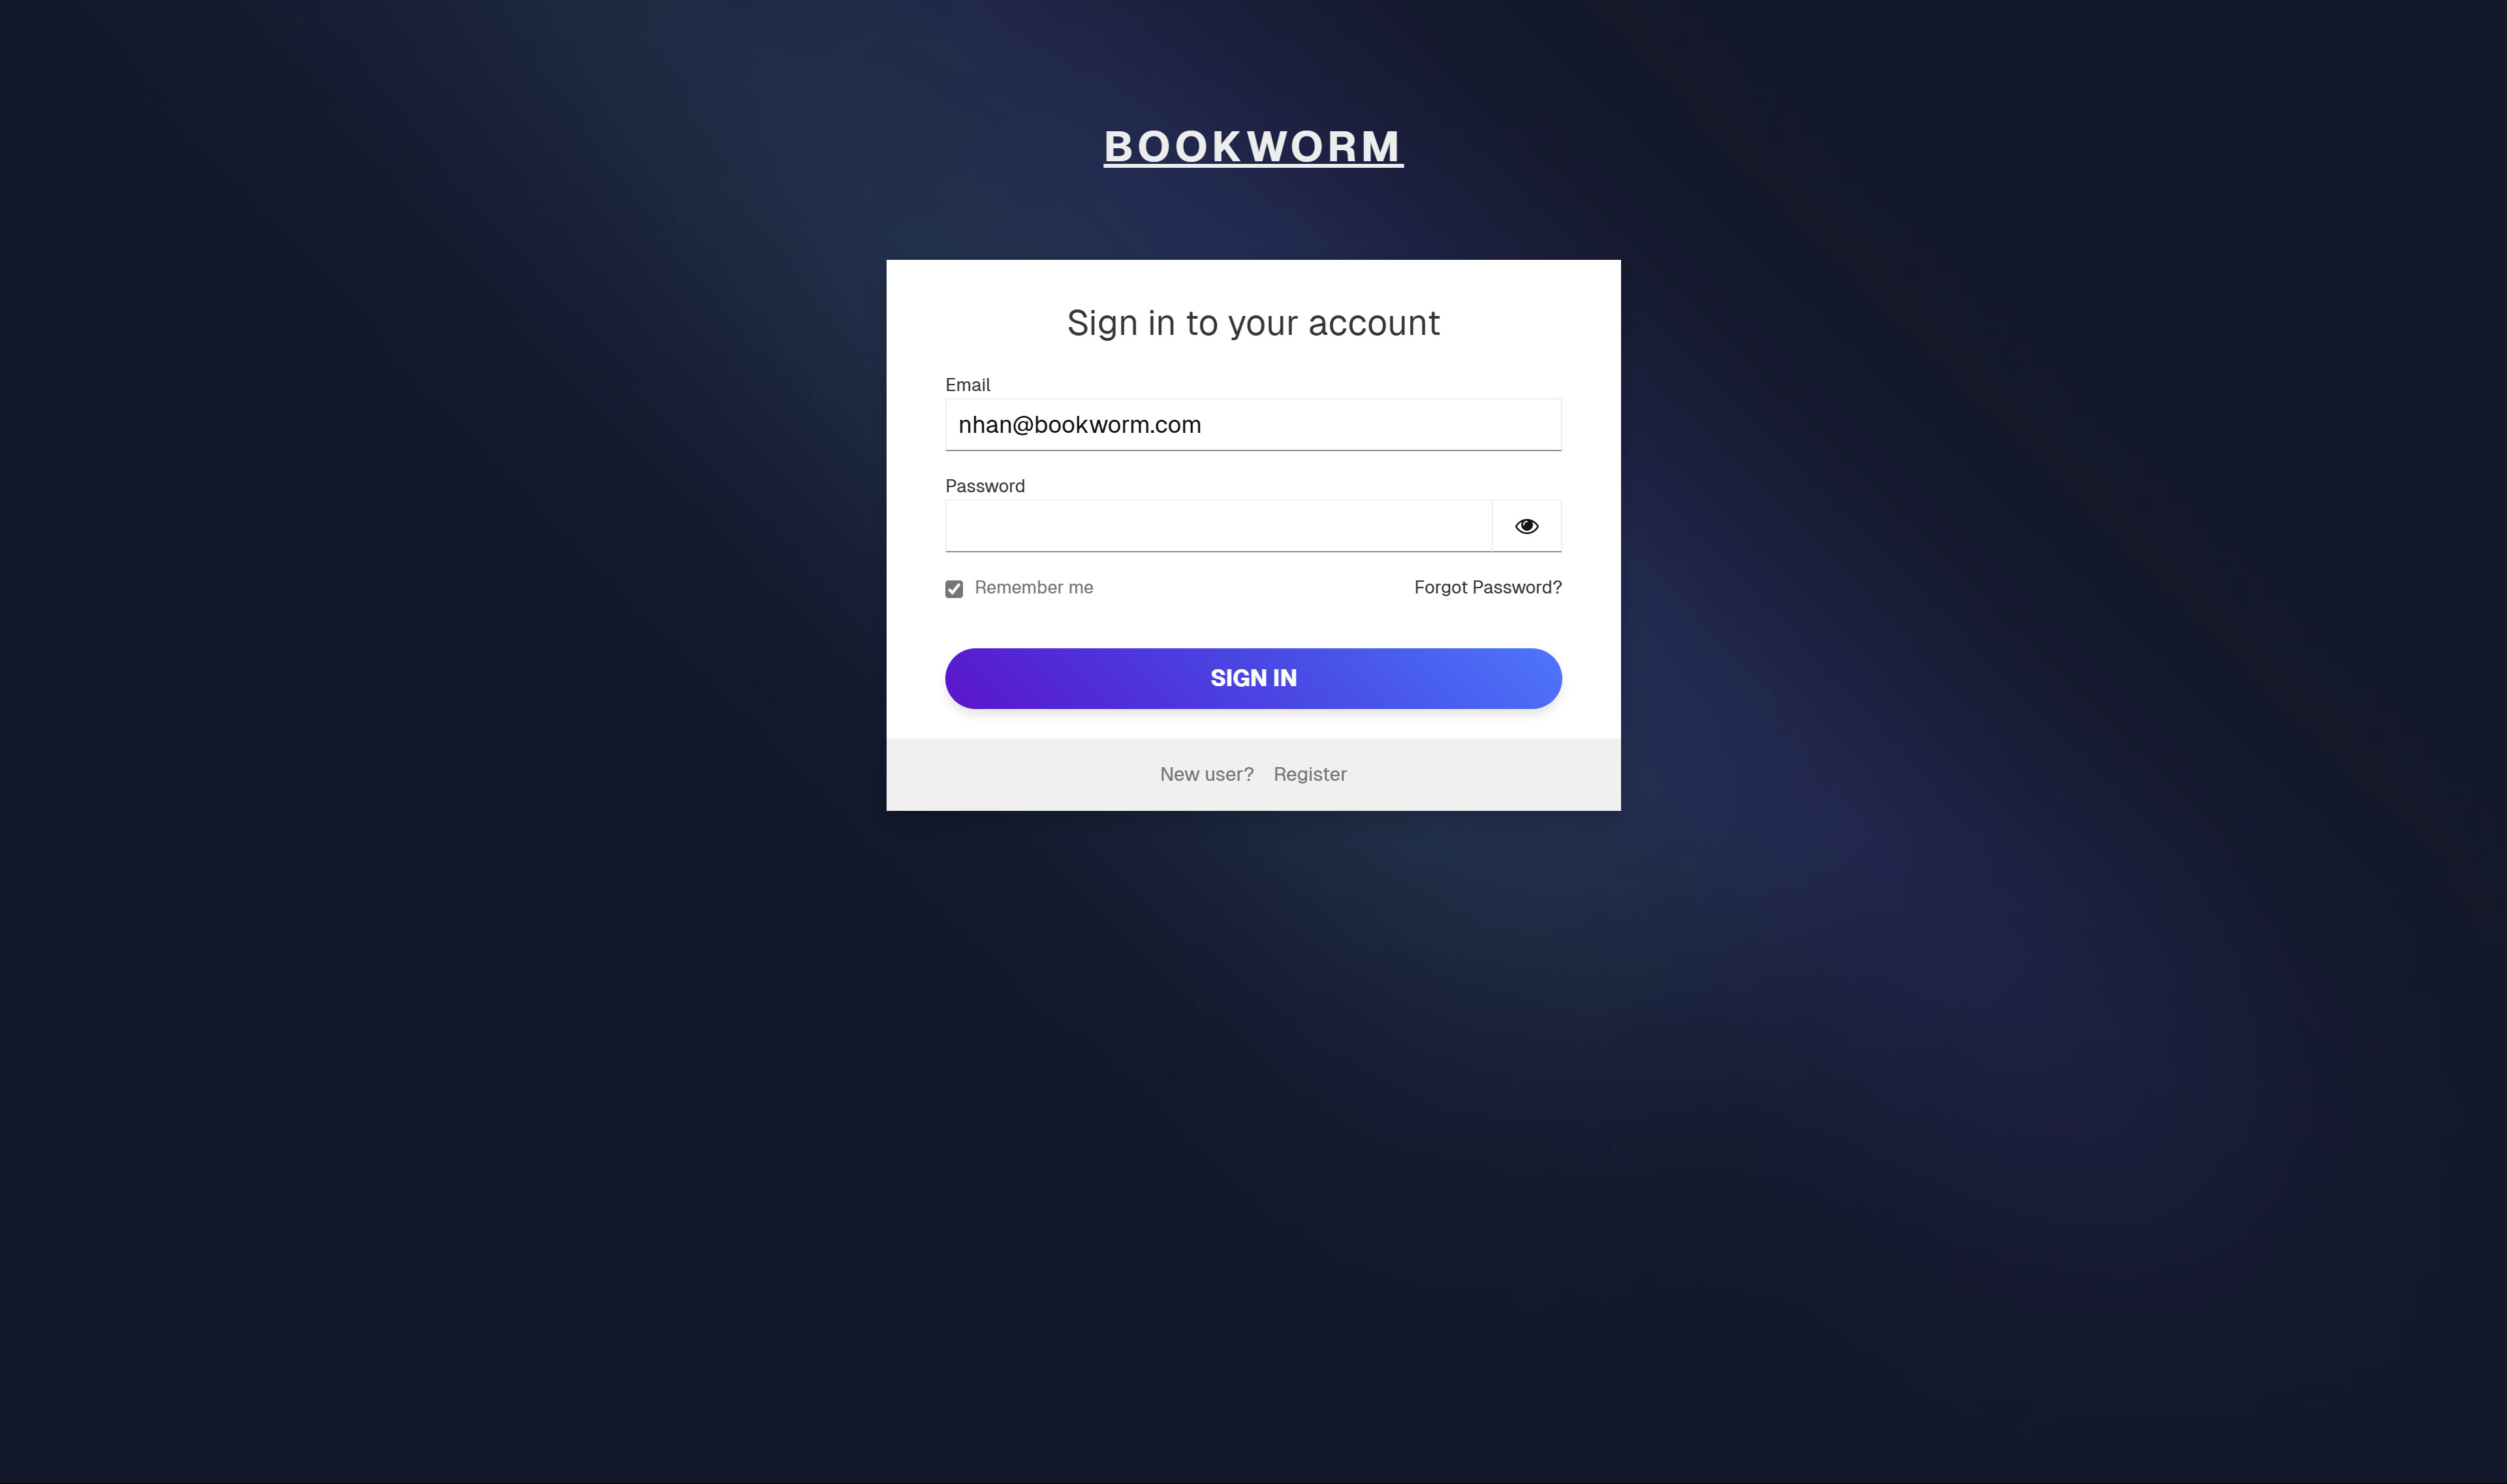 BOOKWORM
Sign in to your account
Email
nhan@bookworm.com
Password
Remember me Forgot Password?
SIGN IN
New user? Register